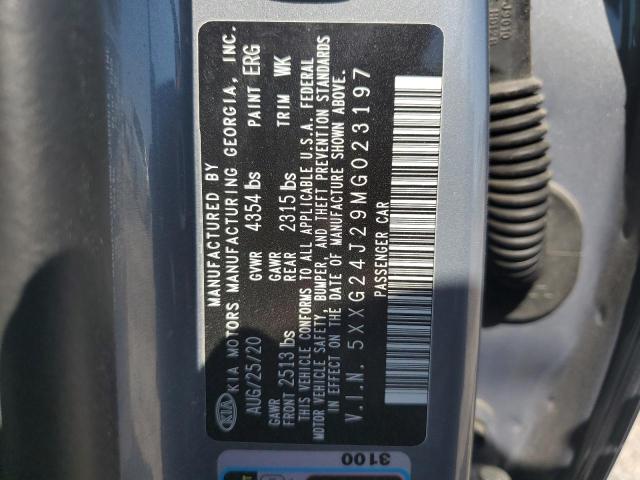 MANUFACTURED BY
KIA MOTORS MANUFACTURING GEORGIA, INC.
AUG/25/20 GVWR 4354 lbs PAINT ERG
GAWR FRONT 2513 lbs GAWR REAR 2315 lbs TRIM WK
THIS VEHICLE CONFORMS TO ALL APPLICABLE U.S.A. FEDERAL
MOTOR VEHICLE SAFETY, BUMPER, AND THEFT PREVENTION STANDARDS
IN EFFECT ON THE DATE OF MANUFACTURE SHOWN ABOVE.
V.I.N. 5XXG24J29MG023197
PASSENGER CAR
KIA
3100